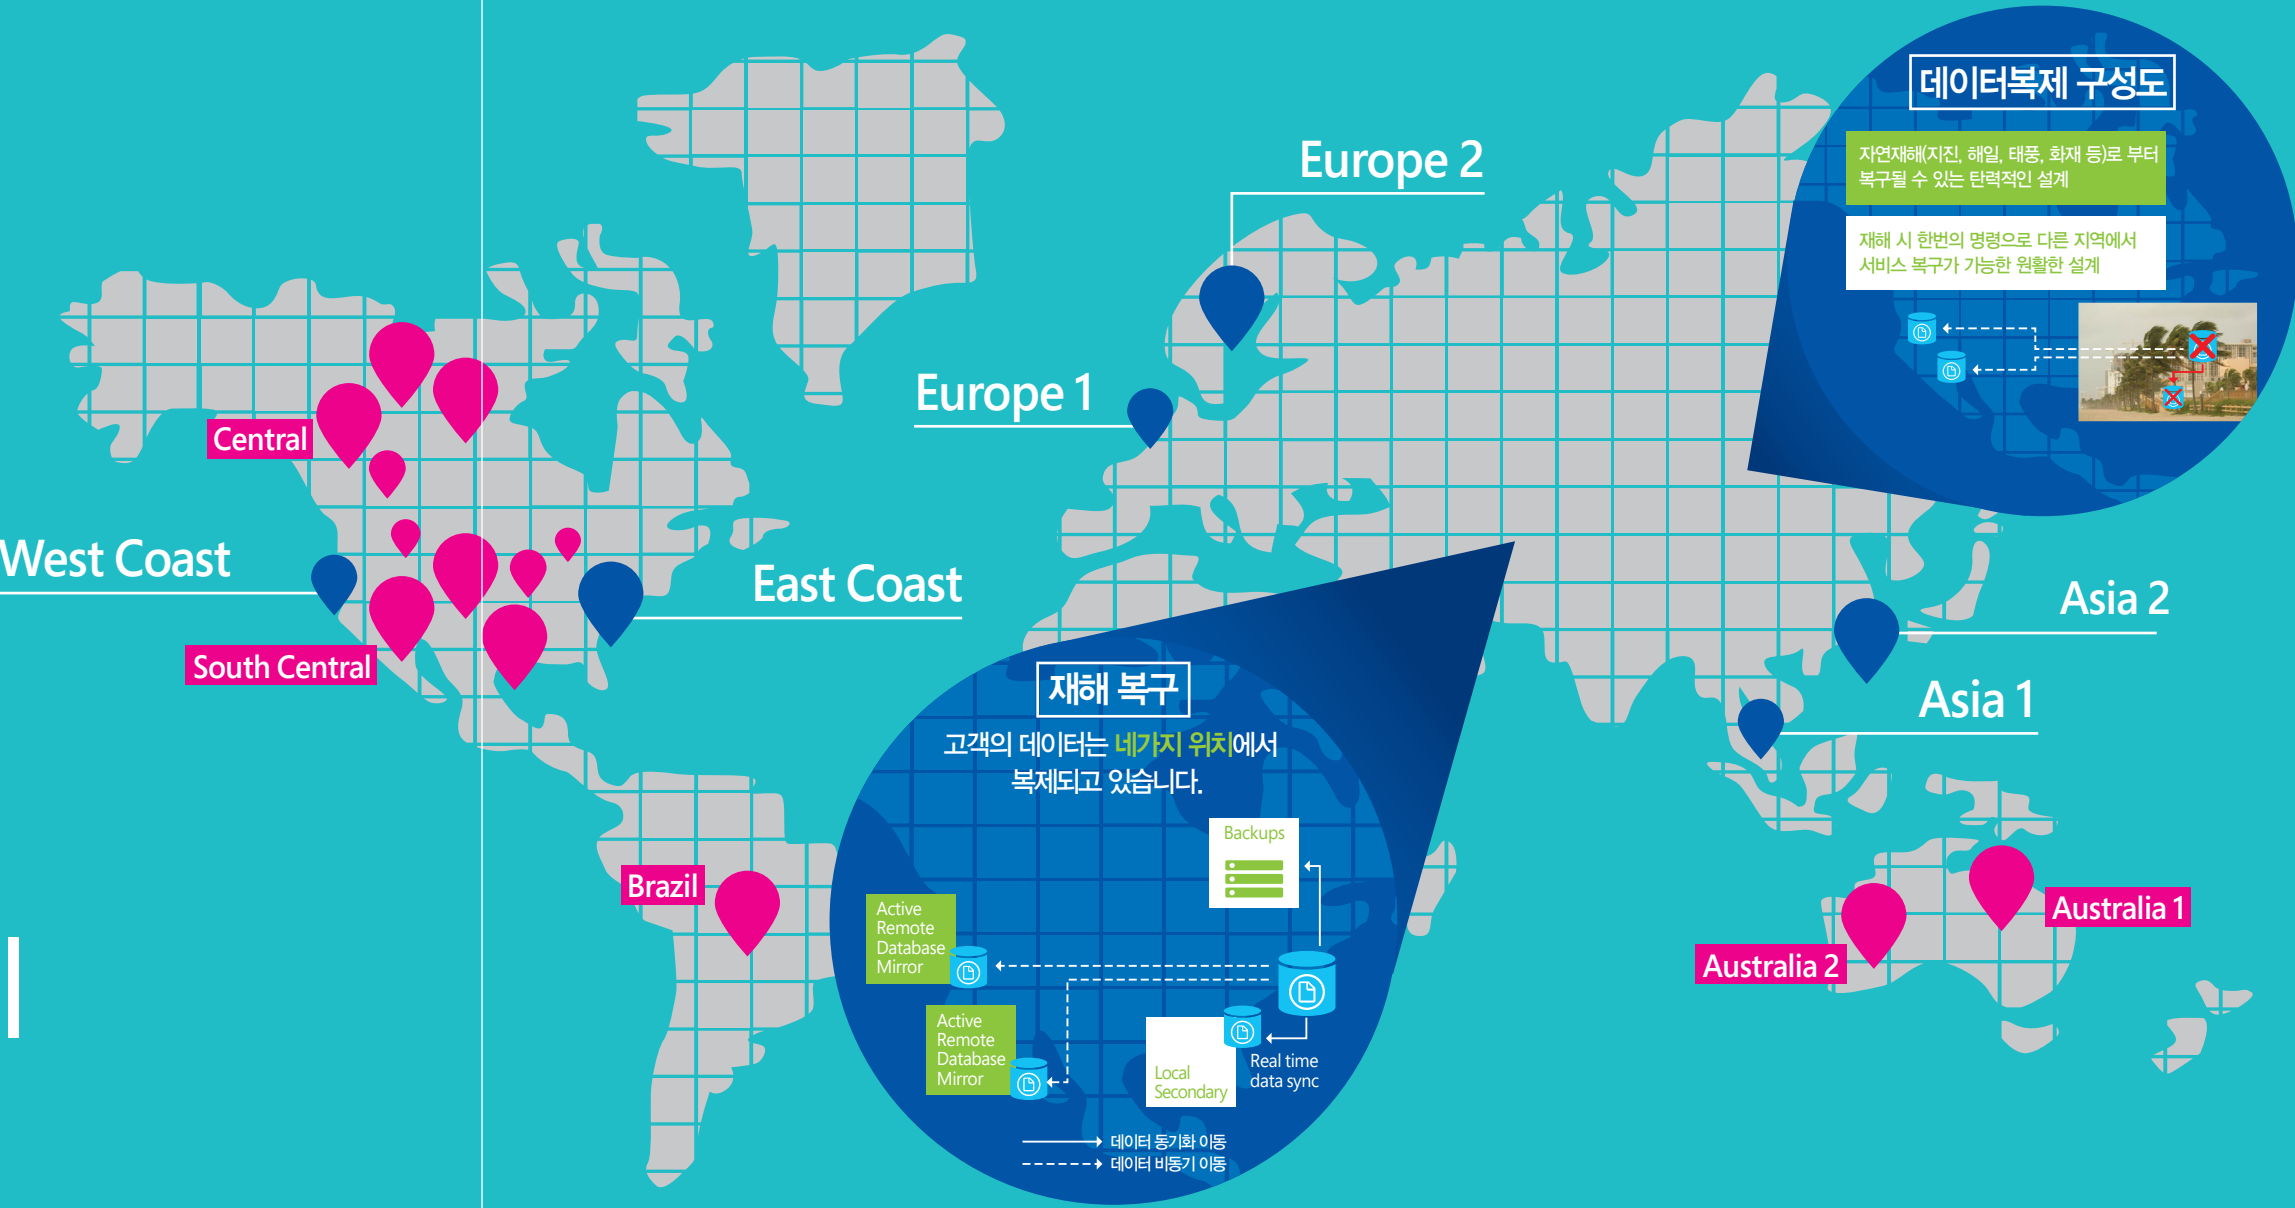 데이터복제 구성도
자연재해(지진, 해일, 태풍, 화재 등)로 부터
복구될 수 있는 탄력적인 설계
재해 시 한번의 명령으로 다른 지역에서
서비스 복구가 가능한 원활한 설계
Europe 2
Europe 1
Central
West Coast
East Coast
South Central
Asia 2
Asia 1
재해 복구
고객의 데이터는 네가지 위치에서
복제되고 있습니다.
Backups
Brazil
Active
Remote
Database
Mirror
Active
Remote
Database
Mirror
Local
Secondary
Real time
data sync
데이터 동기화 이동
데이터 비동기 이동
Australia 1
Australia 2